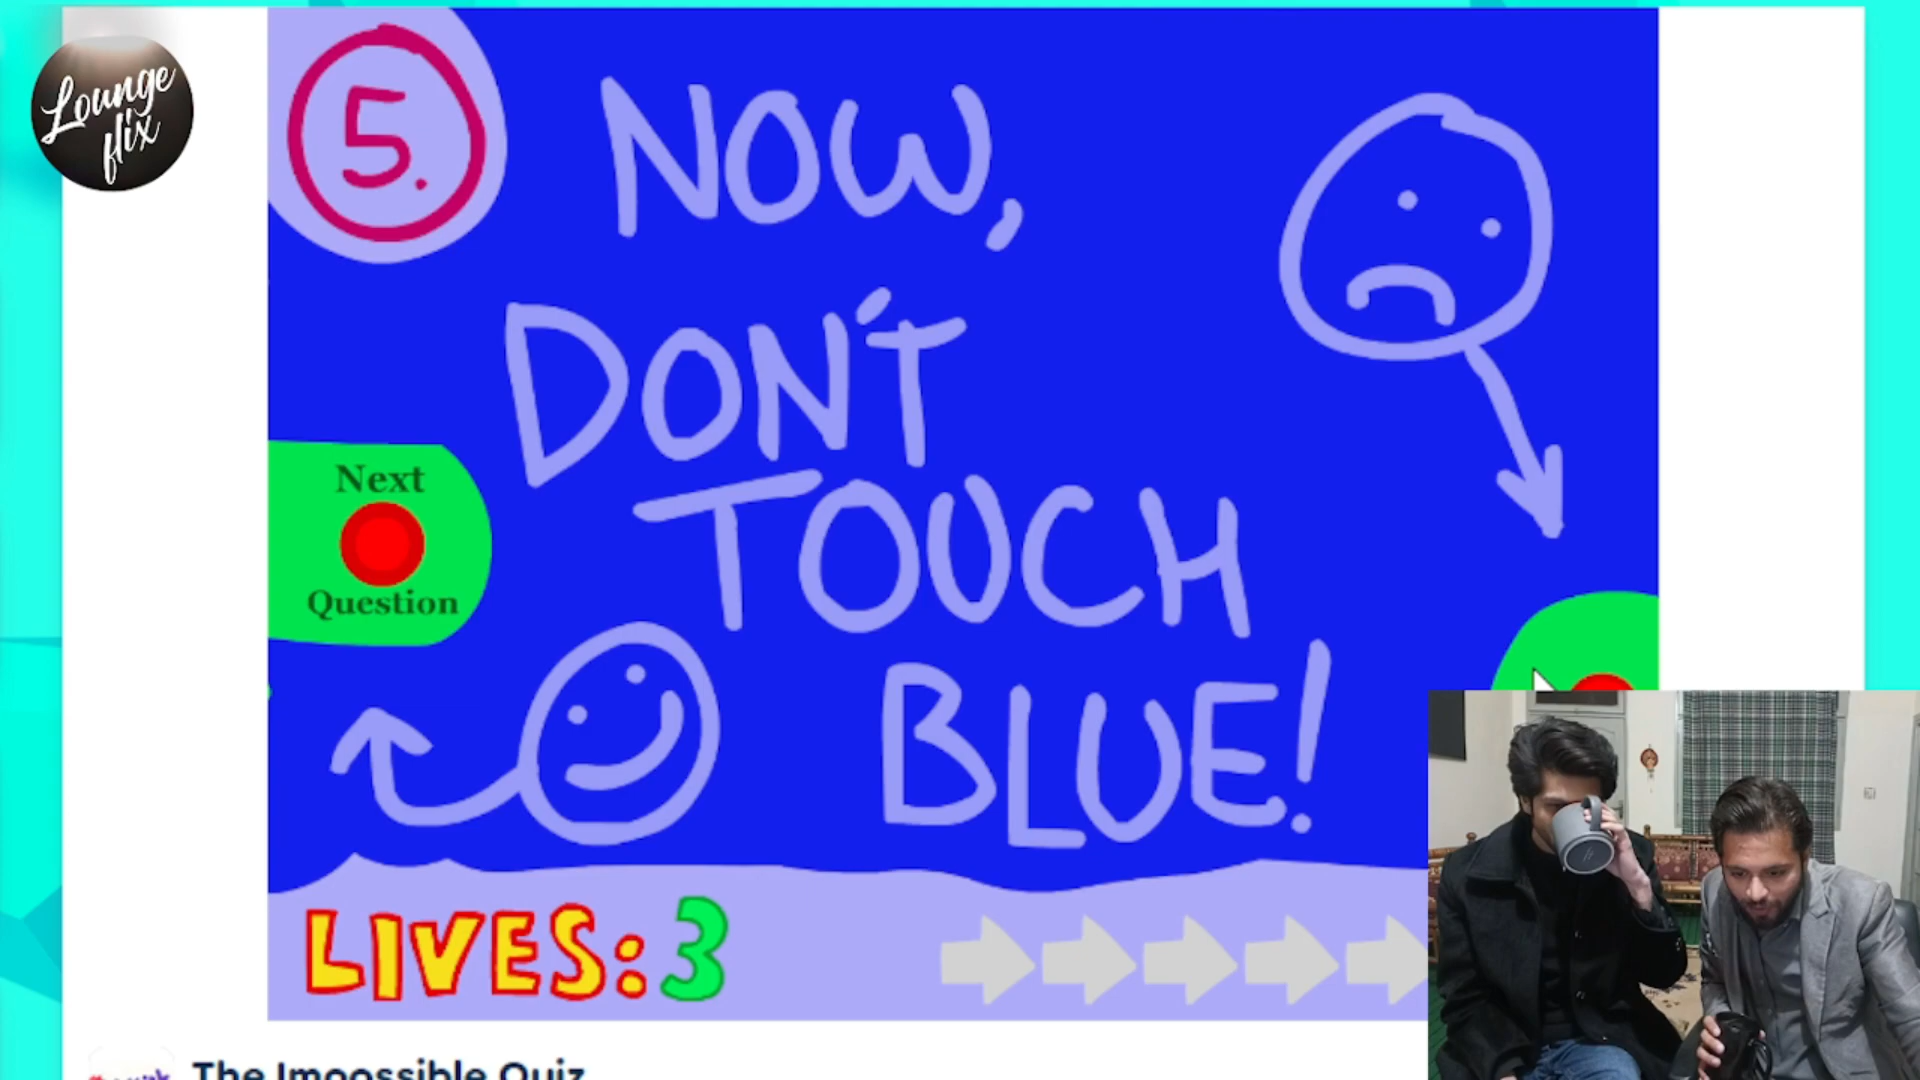 Lounge
flix
5.
NOW,
DON'T
TOUCH
BLUE!
Next
Question
LIVES: 3
The Impossible Quiz